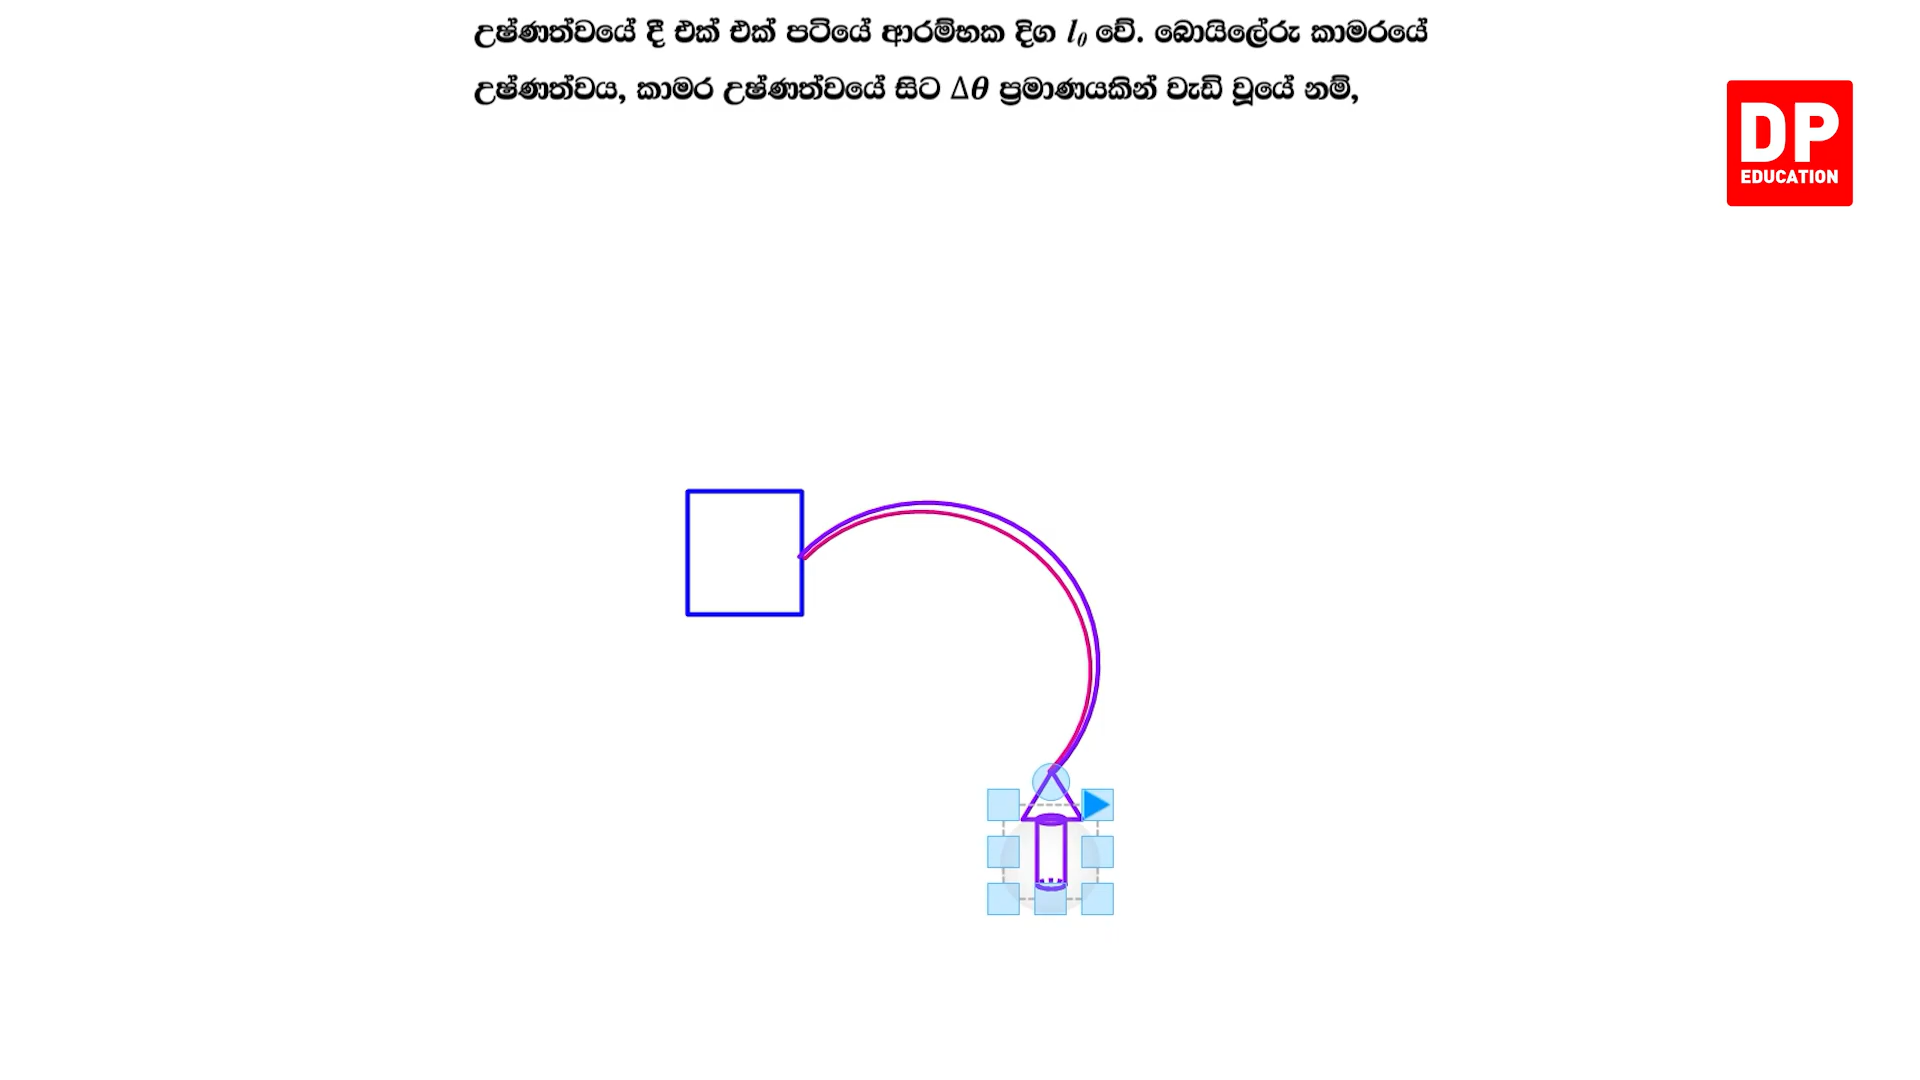 උෂ්ණත්වයේ දී එක් එක් පටියේ ආරම්භක දිග l₀ වේ. බොයිලේරු කාමරයේ
උෂ්ණත්වය, කාමර උෂ්ණත්වයේ සිට Δθ ප්‍රමාණයකින් වැඩි වූයේ නම්,
DP
EDUCATION